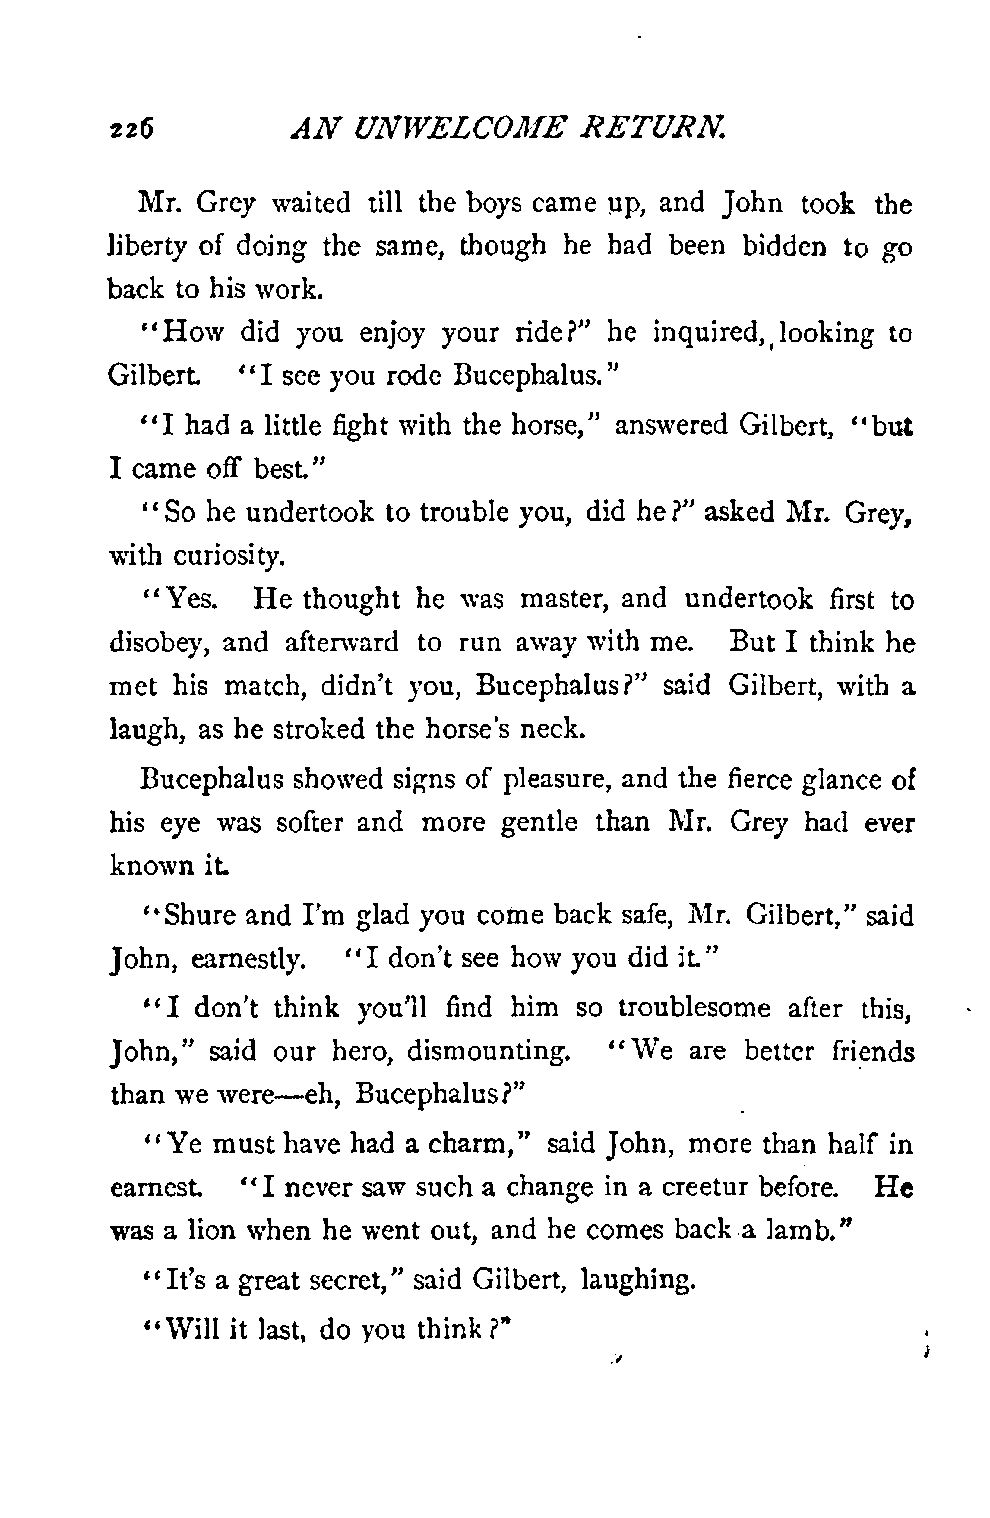 226 AN UNWELCOME RETURN.
Mr. Grey waited till the boys came up, and John took the
liberty of doing the same, though he had been bidden to go
back to his work.
"How did you enjoy your ride?" he inquired, looking to
Gilbert. "I see you rode Bucephalus."
"I had a little fight with the horse," answered Gilbert, "but
I came off best."
"So he undertook to trouble you, did he?" asked Mr. Grey,
with curiosity.
"Yes. He thought he was master, and undertook first to
disobey, and afterward to run away with me. But I think he
met his match, didn't you, Bucephalus?" said Gilbert, with a
laugh, as he stroked the horse's neck.
Bucephalus showed signs of pleasure, and the fierce glance of
his eye was softer and more gentle than Mr. Grey had ever
known it.
"Shure and I'm glad you come back safe, Mr. Gilbert," said
John, earnestly. "I don't see how you did it."
"I don't think you'll find him so troublesome after this,
John," said our hero, dismounting. "We are better friends
than we were—eh, Bucephalus?"
"Ye must have had a charm," said John, more than half in
earnest. "I never saw such a change in a creetur before. He
was a lion when he went out, and he comes back a lamb."
"It's a great secret," said Gilbert, laughing.
"Will it last, do you think?"